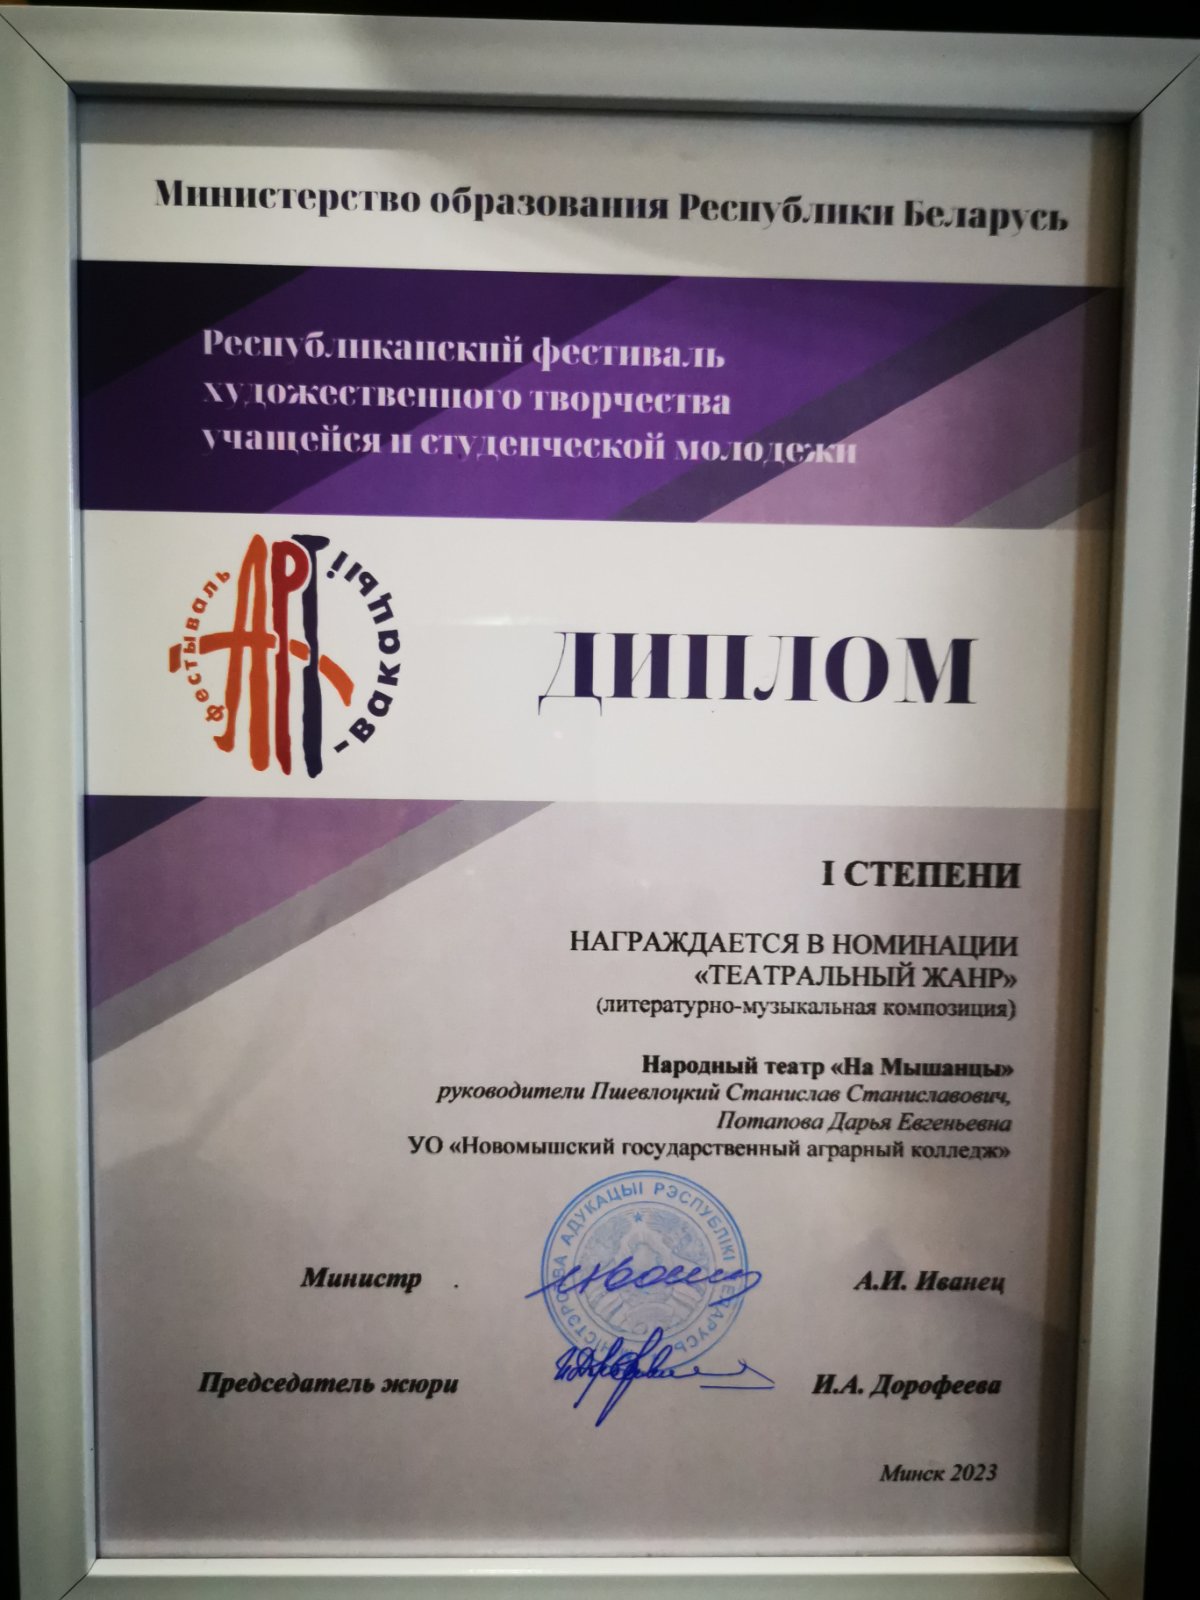 Министерство образования Республики Беларусь
Республиканский фестиваль
художественного творчества
учащейся и студенческой молодежи
фестываль
АРТ
-вакацыі!
ДИПЛОМ
I СТЕПЕНИ
НАГРАЖДАЕТСЯ В НОМИНАЦИИ
«ТЕАТРАЛЬНЫЙ ЖАНР»
(литературно-музыкальная композиция)
Народный театр «На Мышанцы»
руководители Пшевлоцкий Станислав Станиславович,
Потапова Дарья Евгеньевна
УО «Новомышский государственный аграрный колледж»
АДУКАЦЫІ РЭСПУБЛІКІ
Министр
А.И. Иванец
Председатель жюри
И.А. Дорофеева
Минск 2023